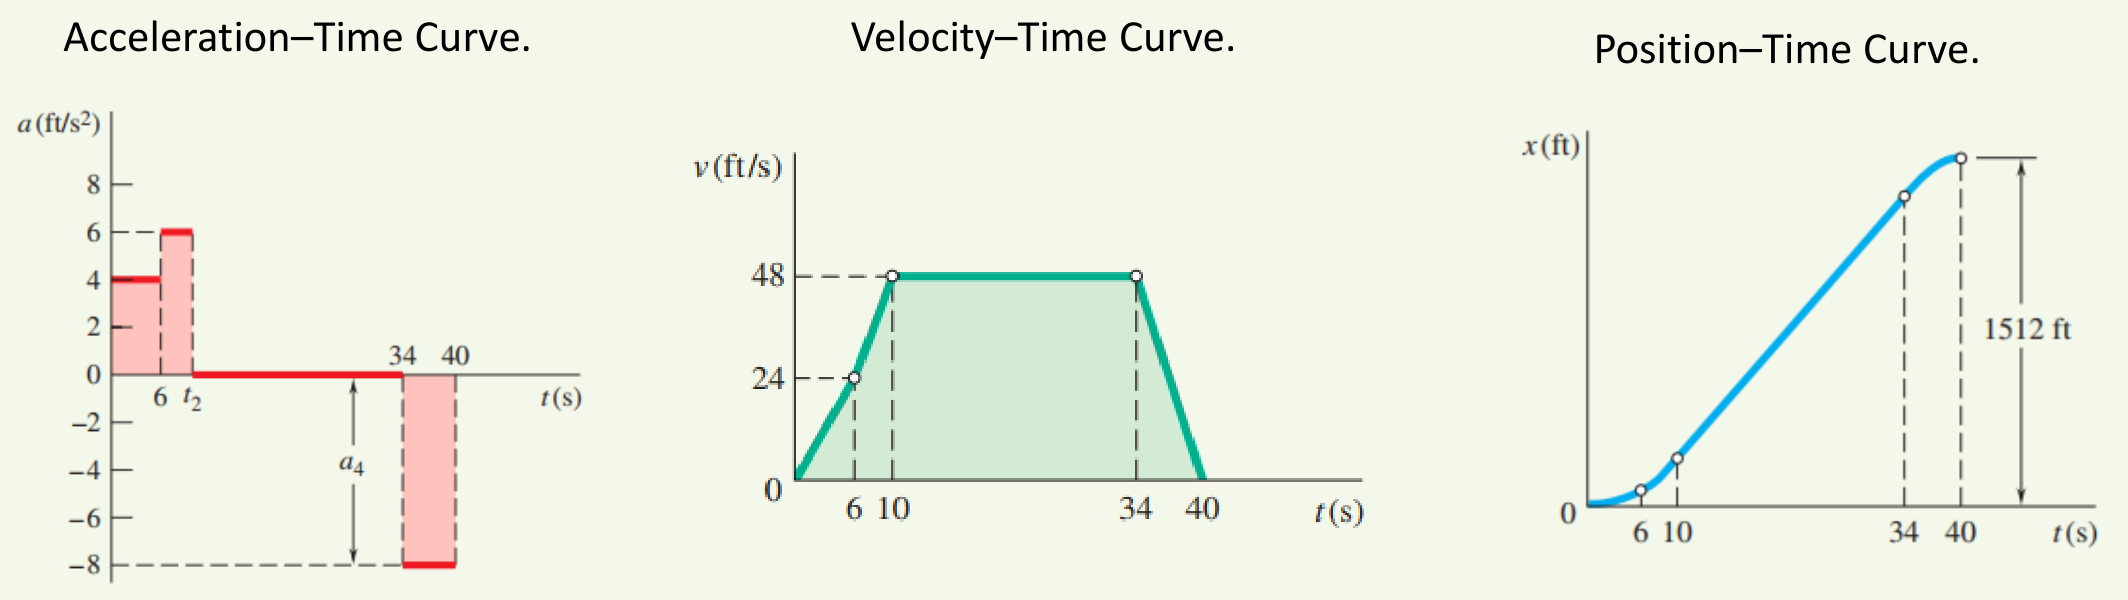 Acceleration–Time Curve.
a (ft/s²)
8
6
4
2
0
–2
–4
–6
–8
6 t₂
34 40
t (s)
a₄
Velocity–Time Curve.
v (ft/s)
48
24
0
6 10 34 40 t (s)
Position–Time Curve.
x (ft)
1512 ft
0
6 10 34 40 t (s)